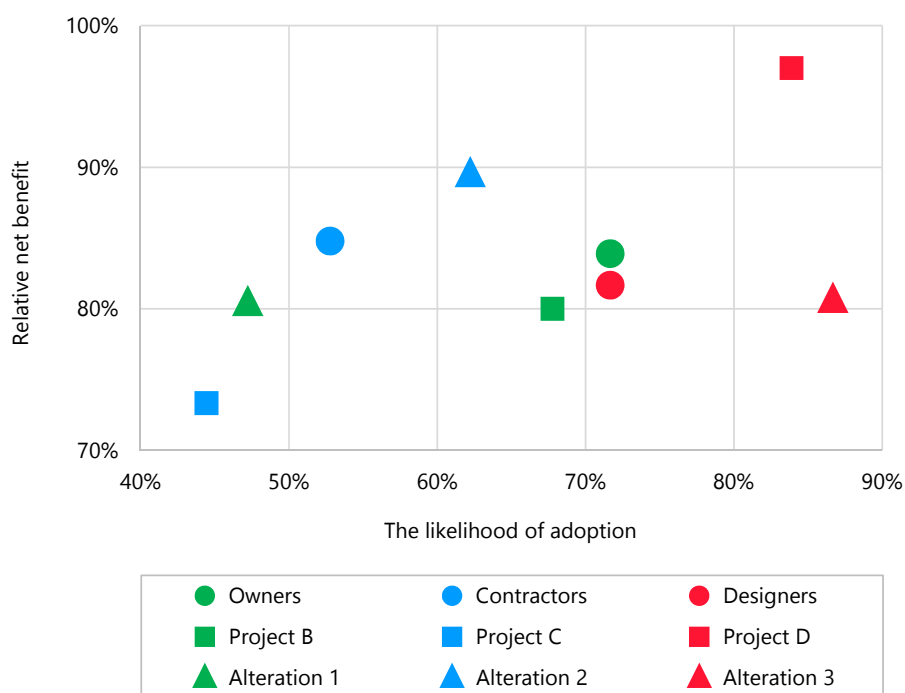 100%
90%
80%
70%
Relative net benefit
40% 50% 60% 70% 80% 90%
The likelihood of adoption
Owners Contractors Designers
Project B Project C Project D
Alteration 1 Alteration 2 Alteration 3